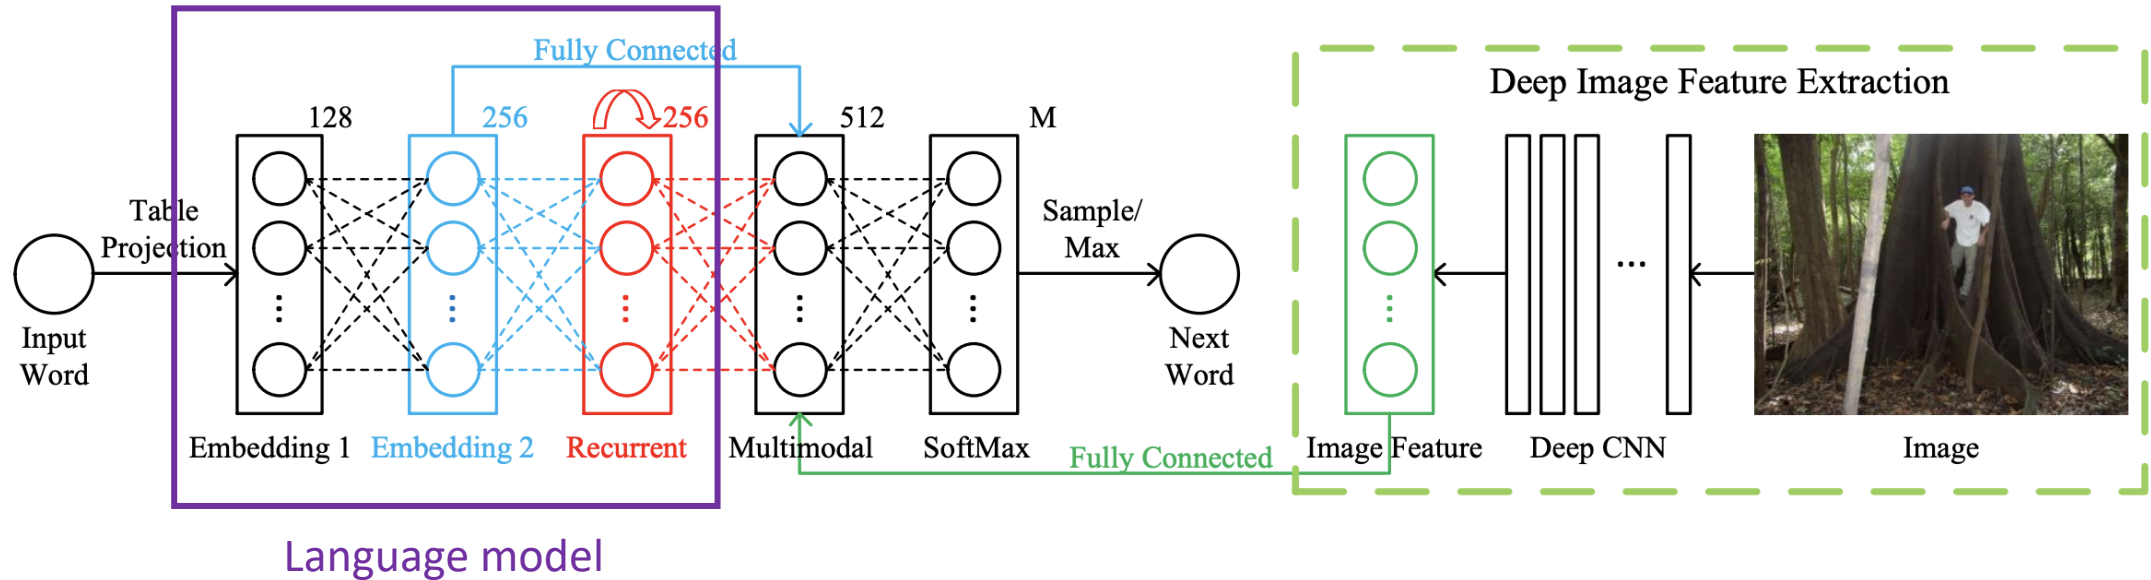 Fully Connected
Deep Image Feature Extraction
128
256
256
512
M
Table
Projection
Sample/
Max
...
Input
Word
Next
Word
Embedding 1
Embedding 2
Recurrent
Multimodal
SoftMax
Fully Connected
Image Feature
Deep CNN
Image
Language model